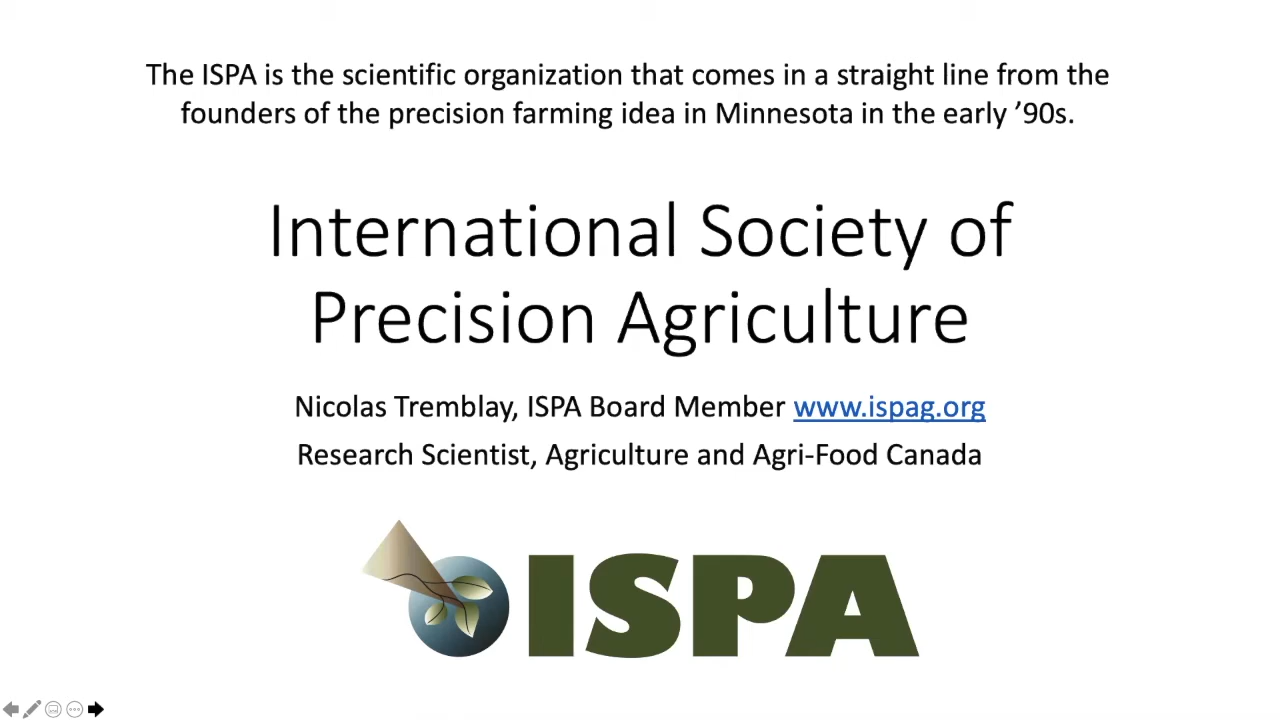 The ISPA is the scientific organization that comes in a straight line from the
founders of the precision farming idea in Minnesota in the early ’90s.
International Society of
Precision Agriculture
Nicolas Tremblay, ISPA Board Member www.ispag.org
Research Scientist, Agriculture and Agri-Food Canada
ISPA